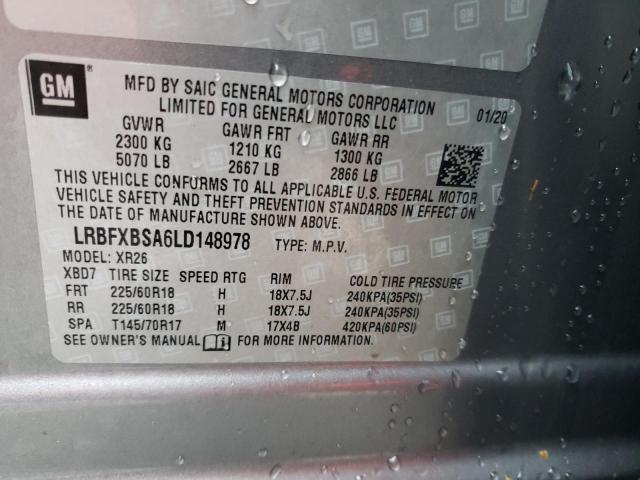 GM ®
MFD BY SAIC GENERAL MOTORS CORPORATION
LIMITED FOR GENERAL MOTORS LLC
01/20
GVWR GAWR FRT GAWR RR
2300 KG 1210 KG 1300 KG
5070 LB 2667 LB 2866 LB
THIS VEHICLE CONFORMS TO ALL APPLICABLE U.S. FEDERAL MOTOR
VEHICLE SAFETY AND THEFT PREVENTION STANDARDS IN EFFECT ON
THE DATE OF MANUFACTURE SHOWN ABOVE.
LRBFXBSA6LD148978 TYPE: M.P.V.
MODEL: XR26
XBD7 TIRE SIZE SPEED RTG RIM COLD TIRE PRESSURE
FRT 225/60R18 H 18X7.5J 240KPA(35PSI)
RR 225/60R18 H 18X7.5J 240KPA(35PSI)
SPA T145/70R17 M 17X4B 420KPA(60PSI)
SEE OWNER'S MANUAL FOR MORE INFORMATION.